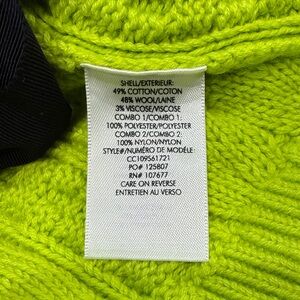 SHELL/EXTERIEUR:
49% COTTON/COTON
48% WOOL/LAINE
3% VISCOSE/VISCOSE
COMBO 1/COMBO 1:
100% POLYESTER/POLYESTER
COMBO 2/COMBO 2:
100% NYLON/NYLON
STYLE#/NUMÉRO DE MODÈLE:
CC109561721
PO# 125807
RN# 107677
CARE ON REVERSE
ENTRETIEN AU VERSO